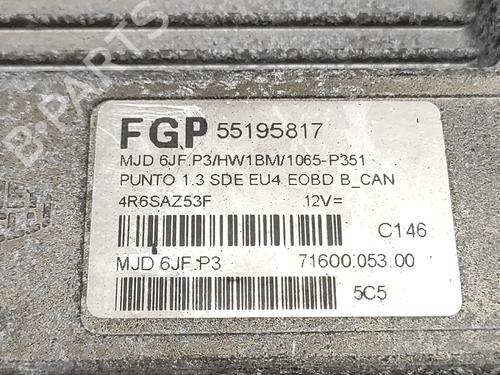 B-PARTS
FGP 55195817
MJD 6JF.P3/HW1BM/1065-P351
PUNTO 1.3 SDE EU4 EOBD B_CAN
4R6SAZ53F 12V=
C146
MJD 6JF.P3 71600.053.00
5C5